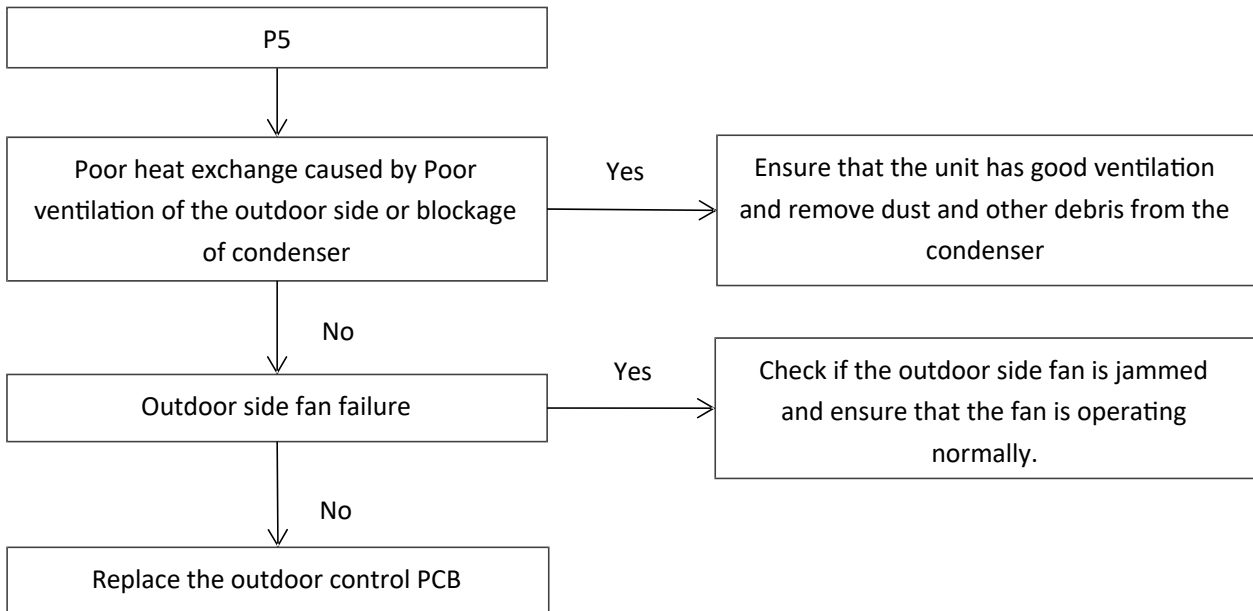 P5
Poor heat exchange caused by Poor
ventilation of the outdoor side or blockage
of condenser
Yes
Ensure that the unit has good ventilation
and remove dust and other debris from the
condenser
No
Outdoor side fan failure
Yes
Check if the outdoor side fan is jammed
and ensure that the fan is operating
normally.
No
Replace the outdoor control PCB